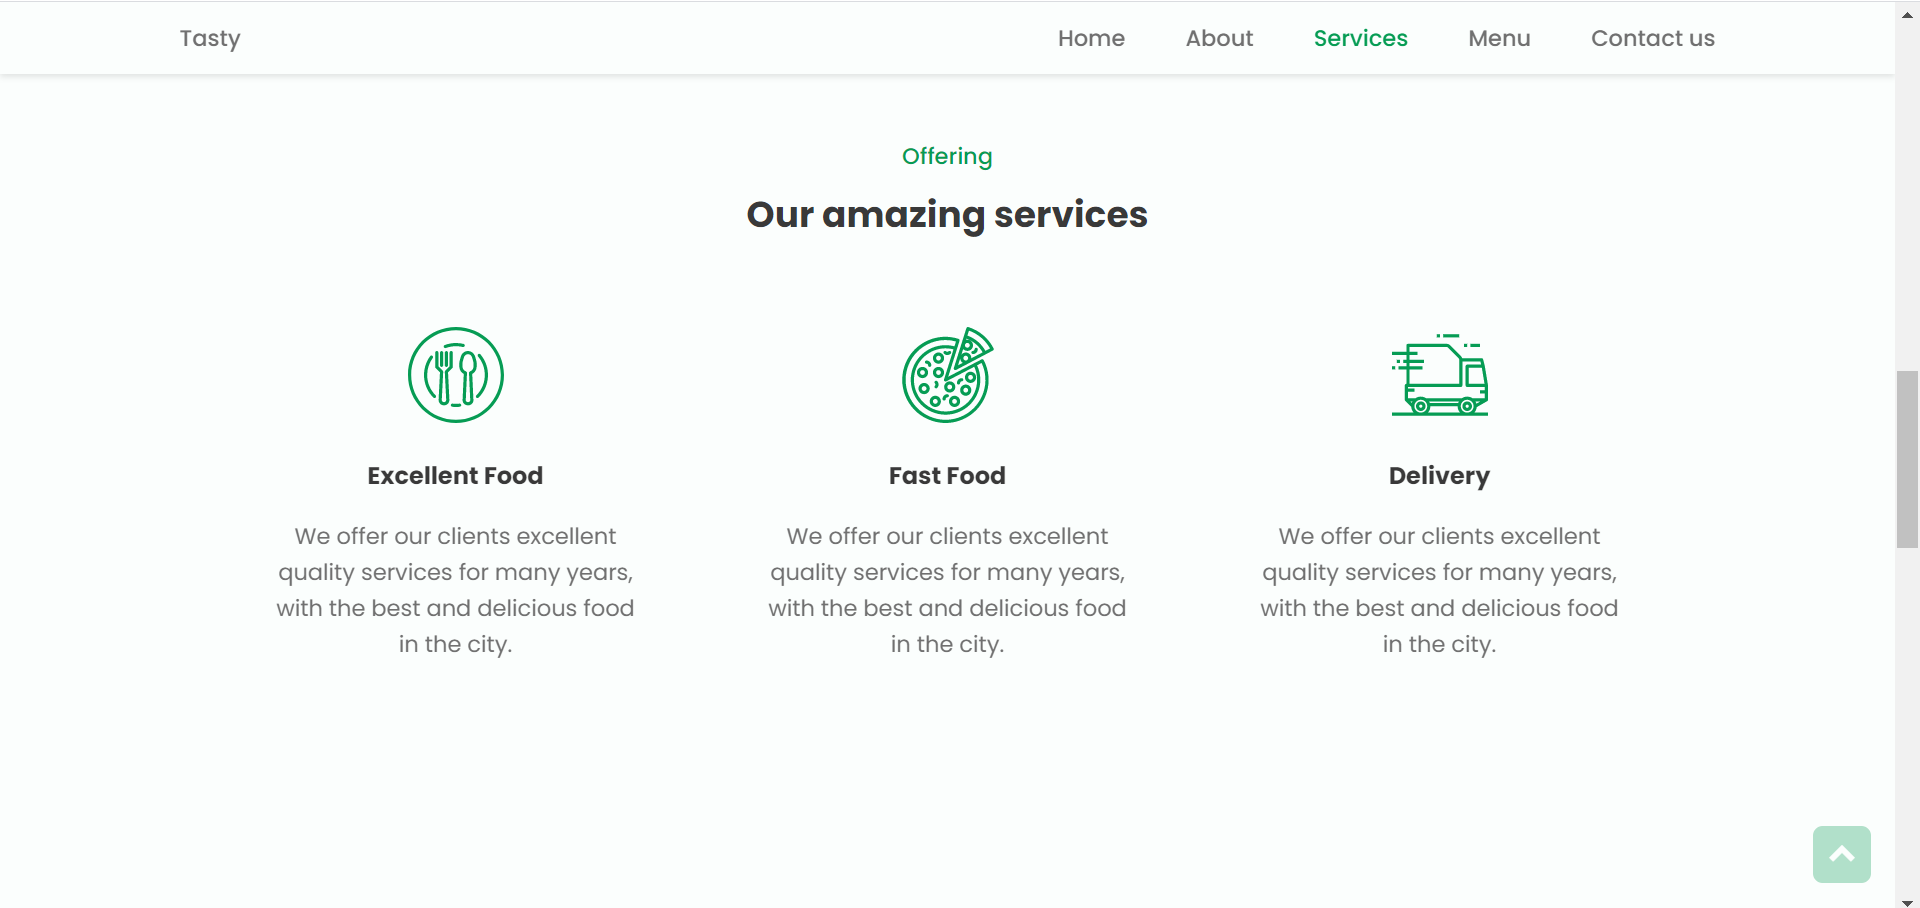 Tasty
Home About Services Menu Contact us
Offering
Our amazing services
Excellent Food
We offer our clients excellent
quality services for many years,
with the best and delicious food
in the city.
Fast Food
We offer our clients excellent
quality services for many years,
with the best and delicious food
in the city.
Delivery
We offer our clients excellent
quality services for many years,
with the best and delicious food
in the city.